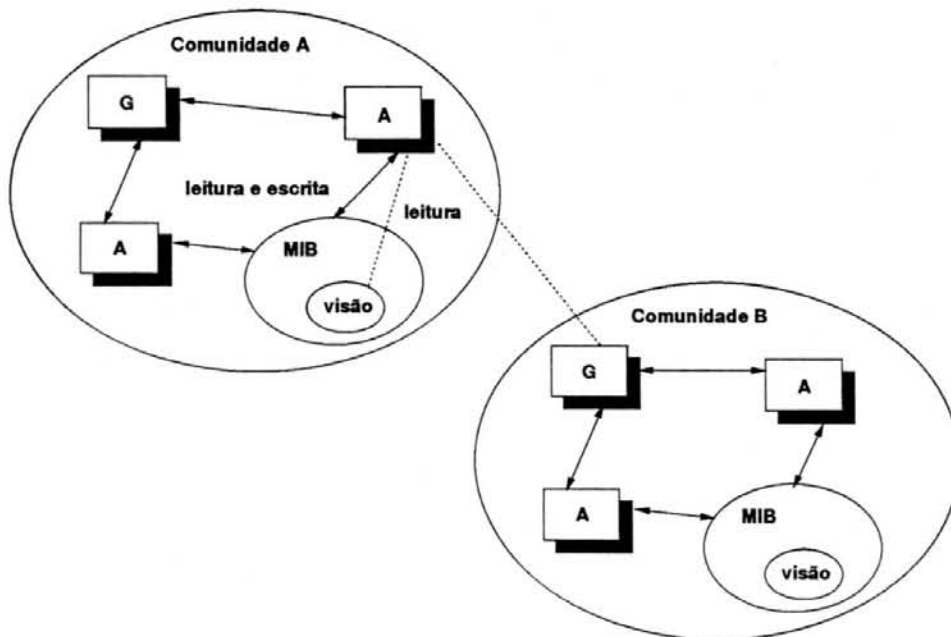 Comunidade A
G
A
leitura e escrita
leitura
A
MIB
visão
Comunidade B
G
A
A
MIB
visão